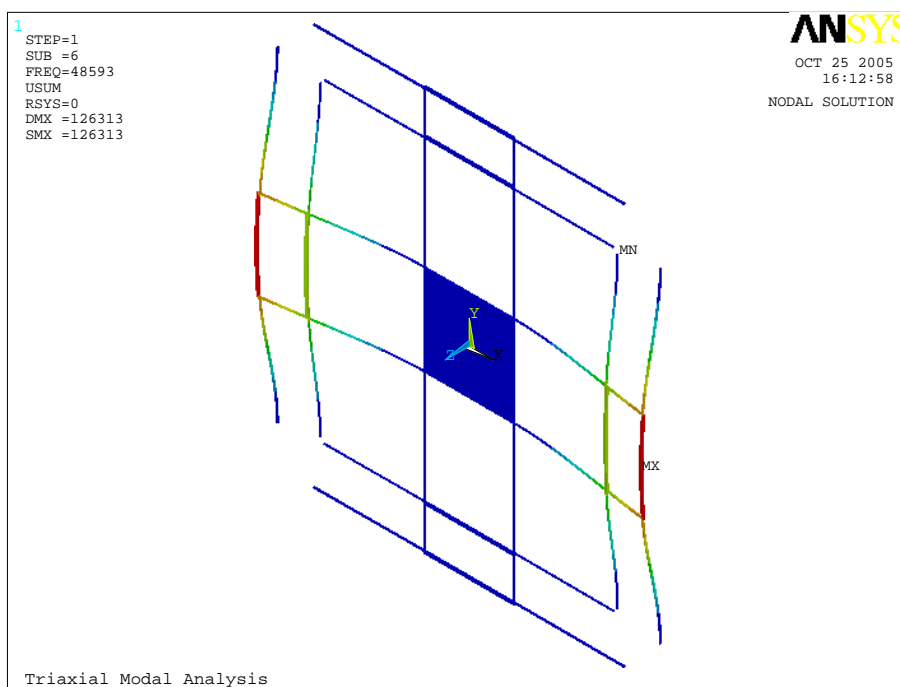 1
STEP=1
SUB =6
FREQ=48593
USUM
RSYS=0
DMX =126313
SMX =126313
ANSYS
OCT 25 2005
16:12:58
NODAL SOLUTION
MN
Y
Z X
MX
Triaxial Modal Analysis